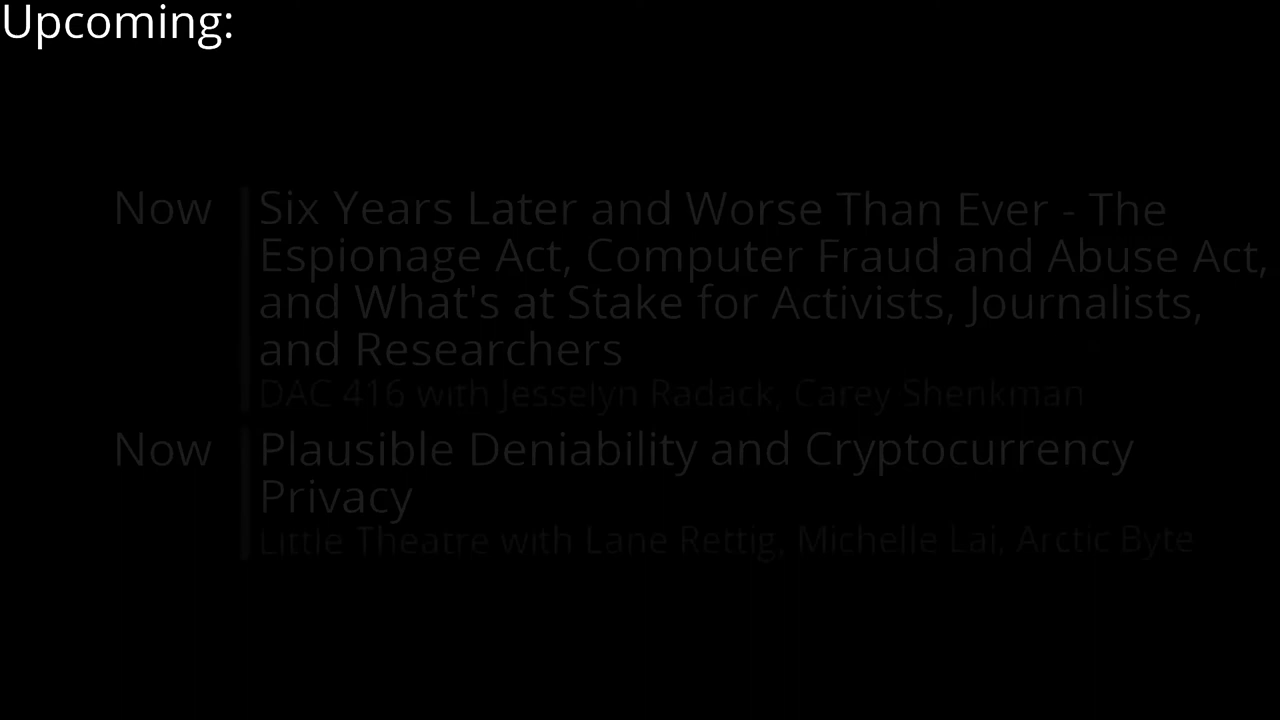 Upcoming:
Now
Six Years Later and Worse Than Ever - The
Espionage Act, Computer Fraud and Abuse Act,
and What's at Stake for Activists, Journalists,
and Researchers
DAC 416 with Jesselyn Radack, Carey Shenkman
Now
Plausible Deniability and Cryptocurrency
Privacy
Little Theatre with Lane Rettig, Michelle Lai, Arctic Byte